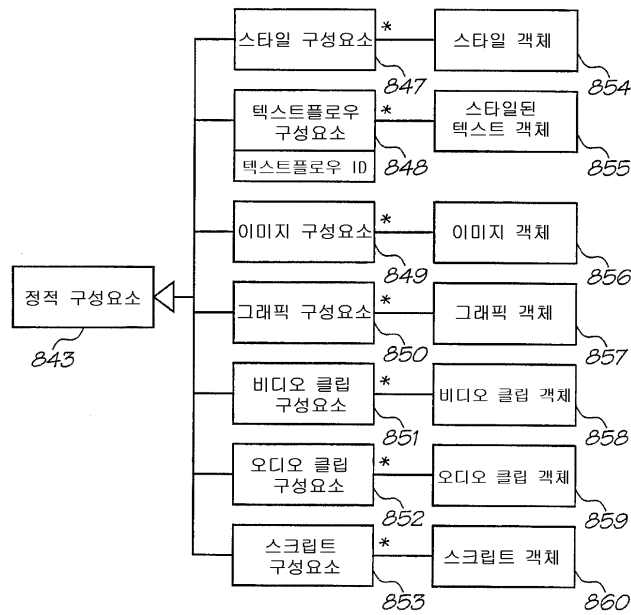 스타일 구성요소
*
스타일 객체
847
854
텍스트플로우
구성요소
*
스타일된
텍스트 객체
848
855
텍스트플로우 ID
이미지 구성요소
*
이미지 객체
849
856
정적 구성요소
843
그래픽 구성요소
*
그래픽 객체
850
857
비디오 클립
구성요소
*
비디오 클립 객체
851
858
오디오 클립
구성요소
*
오디오 클립 객체
852
859
스크립트
구성요소
*
스크립트 객체
853
860